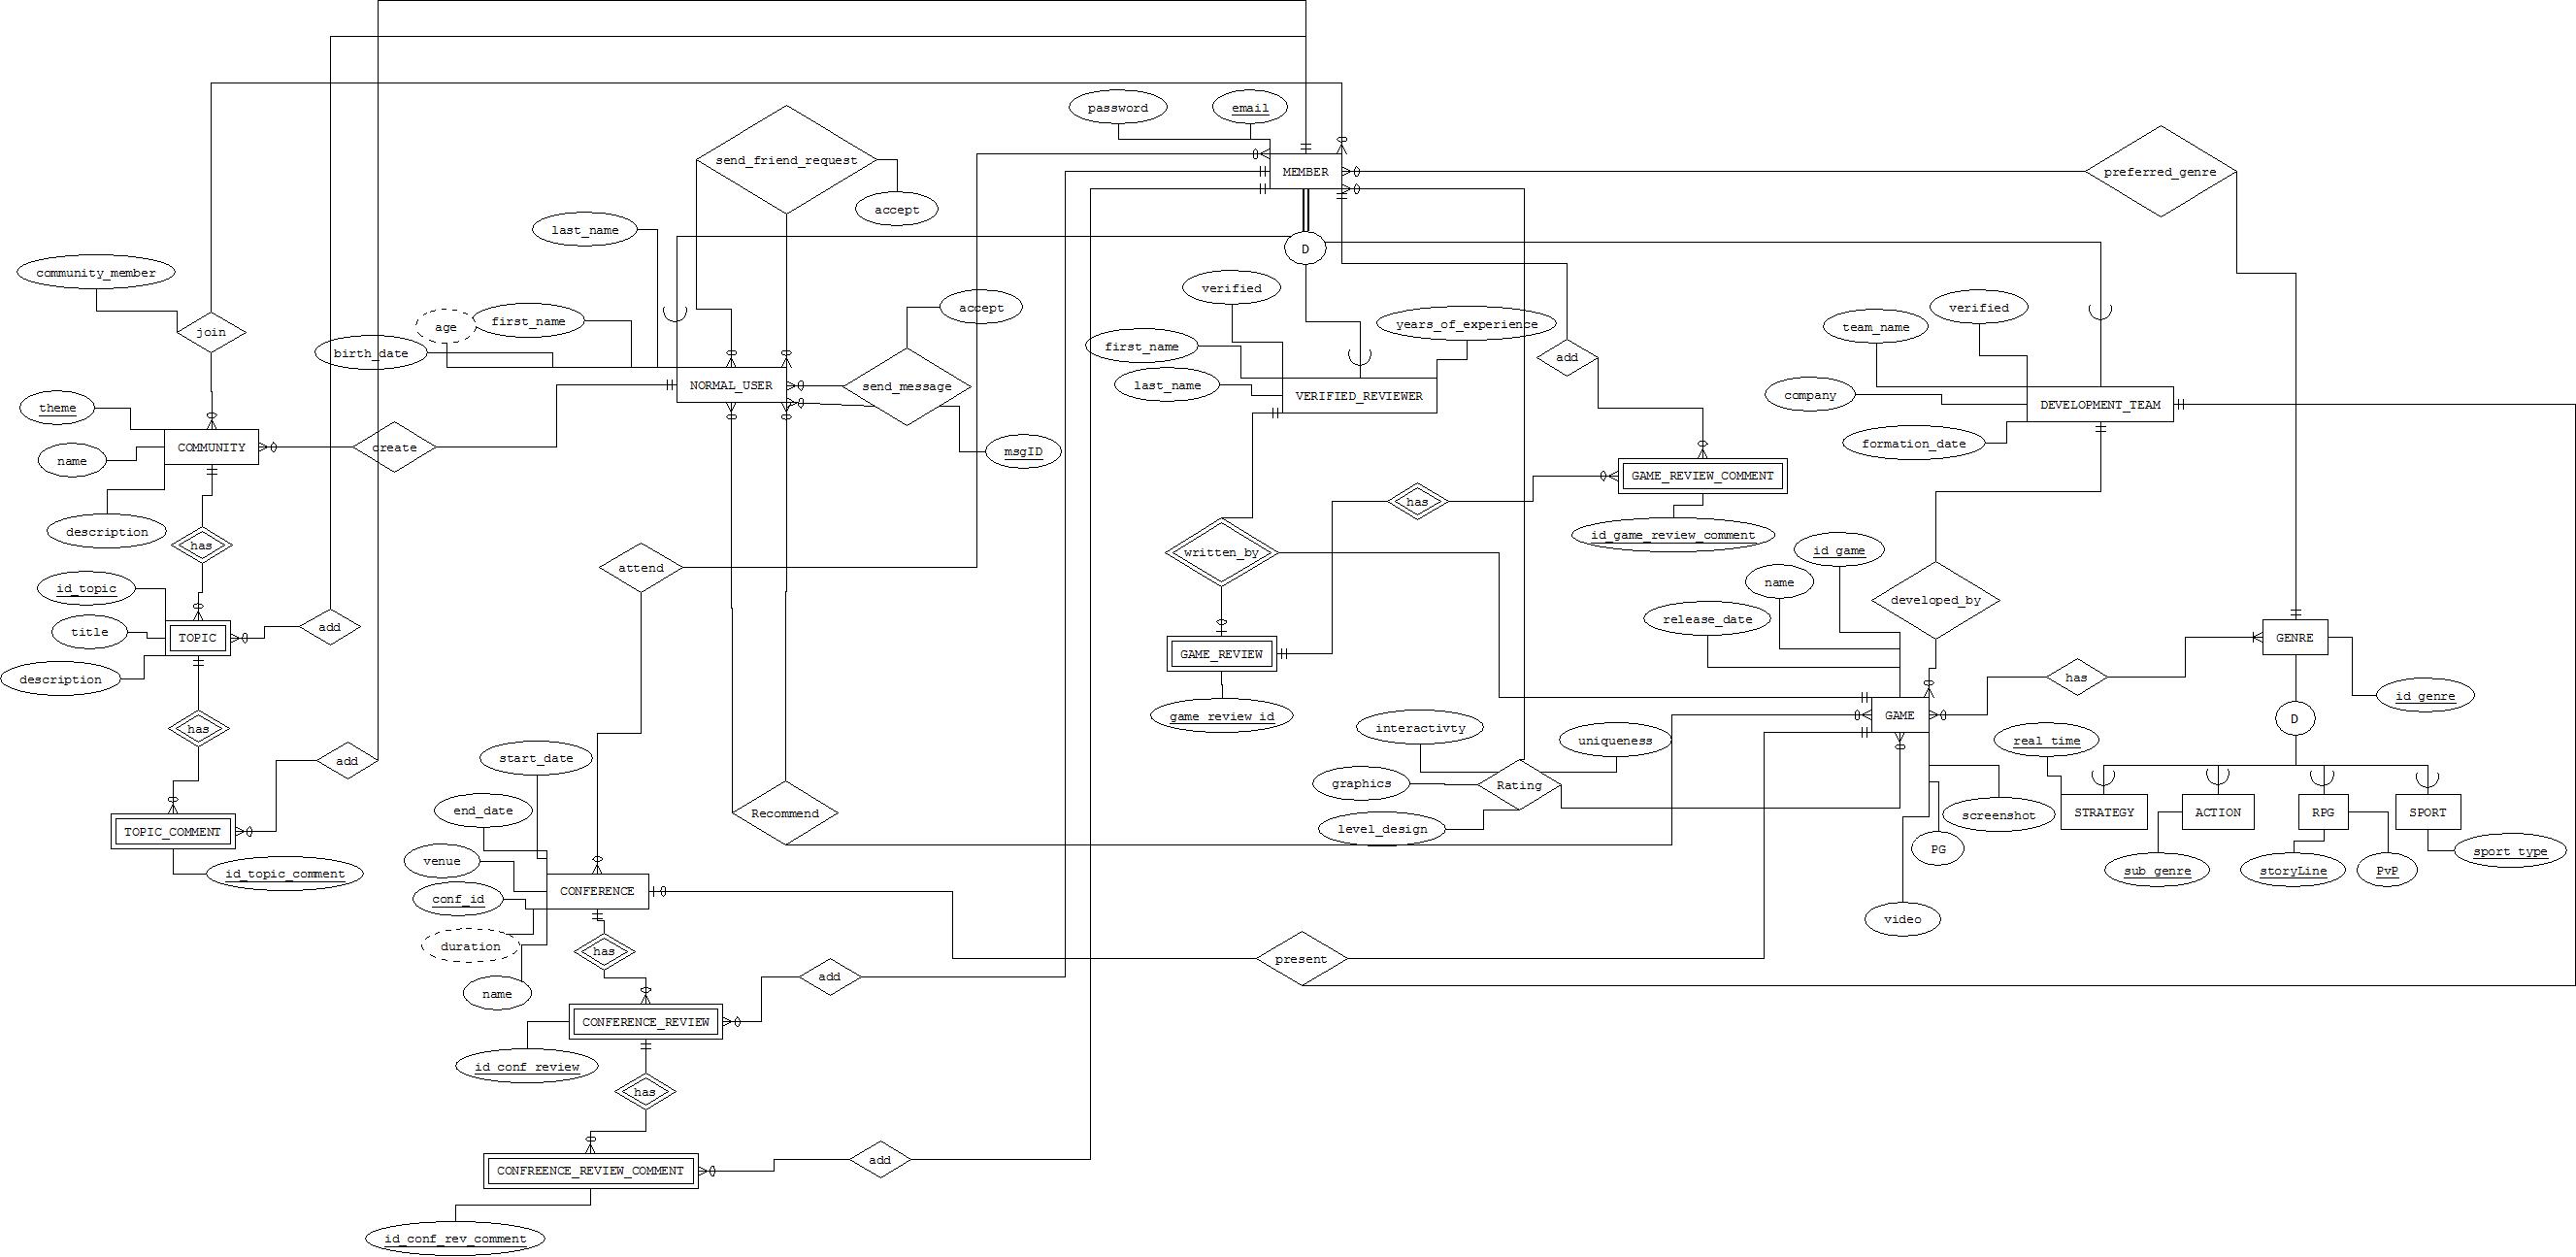 password
email
send_friend_request
MEMBER
preferred_genre
accept
last_name
D
community_member
verified
accept
age
first_name
years_of_experience
team_name
verified
join
birth_date
first_name
add
NORMAL_USER
send_message
last_name
VERIFIED_REVIEWER
company
DEVELOPMENT_TEAM
theme
formation_date
COMMUNITY
create
name
msgID
GAME_REVIEW_COMMENT
has
description
id_game_review_comment
has
written_by
id_game
attend
name
id_topic
developed_by
release_date
title
TOPIC
add
GENRE
GAME_REVIEW
description
has
id_genre
game_review_id
GAME
D
has
interactivty
uniqueness
real_time
start_date
add
graphics
Rating
end_date
Recommend
STRATEGY
ACTION
RPG
SPORT
screenshot
TOPIC_COMMENT
level_design
PG
sport_type
venue
id_topic_comment
sub_genre
storyLine
PvP
CONFERENCE
conf_id
video
duration
has
present
add
name
CONFERENCE_REVIEW
id_conf_review
has
add
CONFREENCE_REVIEW_COMMENT
id_conf_rev_comment